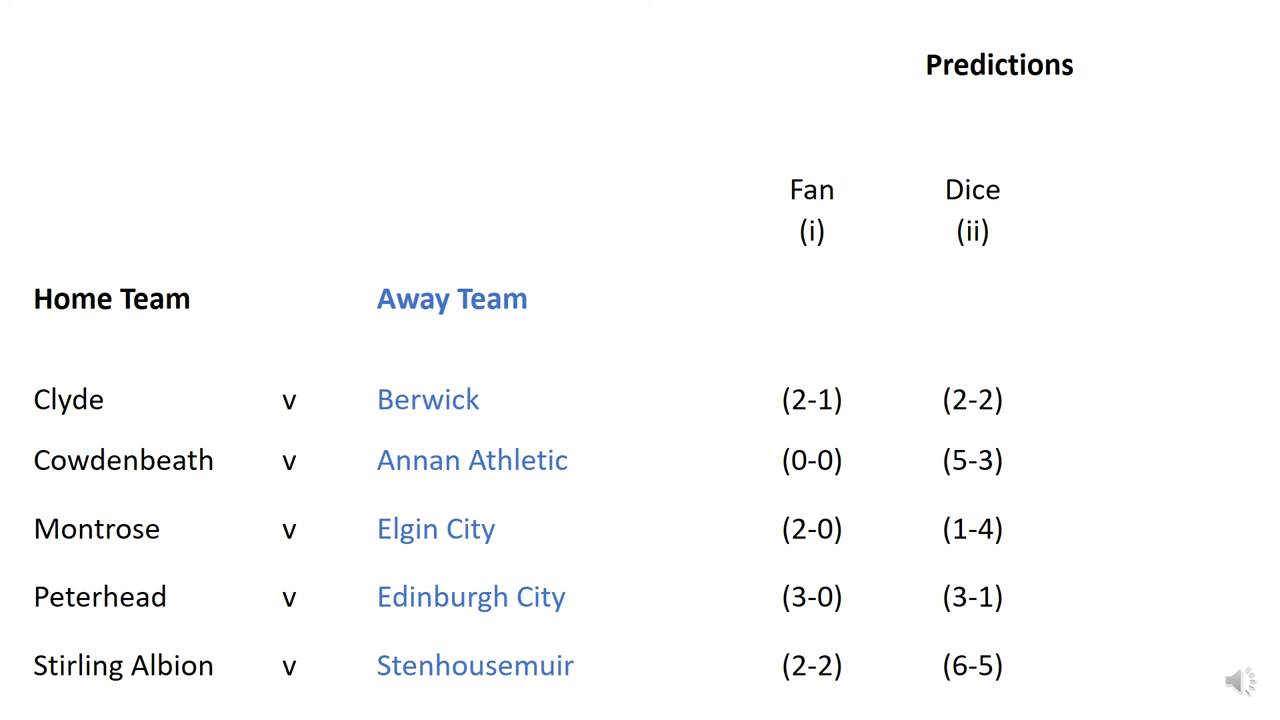 Predictions
Fan Dice
(i) (ii)
Home Team Away Team
Clyde v Berwick (2-1) (2-2)
Cowdenbeath v Annan Athletic (0-0) (5-3)
Montrose v Elgin City (2-0) (1-4)
Peterhead v Edinburgh City (3-0) (3-1)
Stirling Albion v Stenhousemuir (2-2) (6-5)